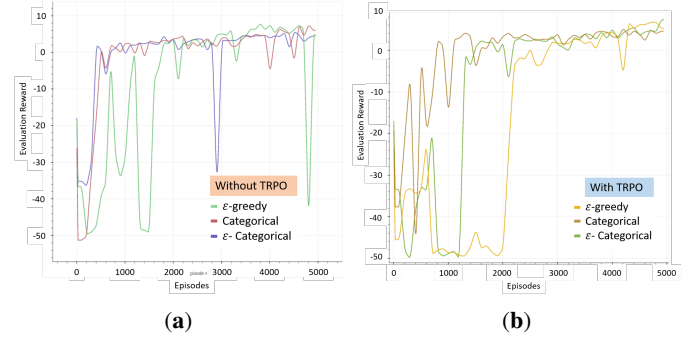 10
0
-10
-20
-30
-40
-50
Evaluation Reward
Without TRPO
ε-greedy
Categorical
ε- Categorical
0
1000
2000
3000
4000
5000
Episodes
(a)
10
0
-10
-20
-30
-40
-50
Evaluation Reward
With TRPO
ε-greedy
Categorical
ε- Categorical
0
1000
2000
3000
4000
5000
Episodes
(b)